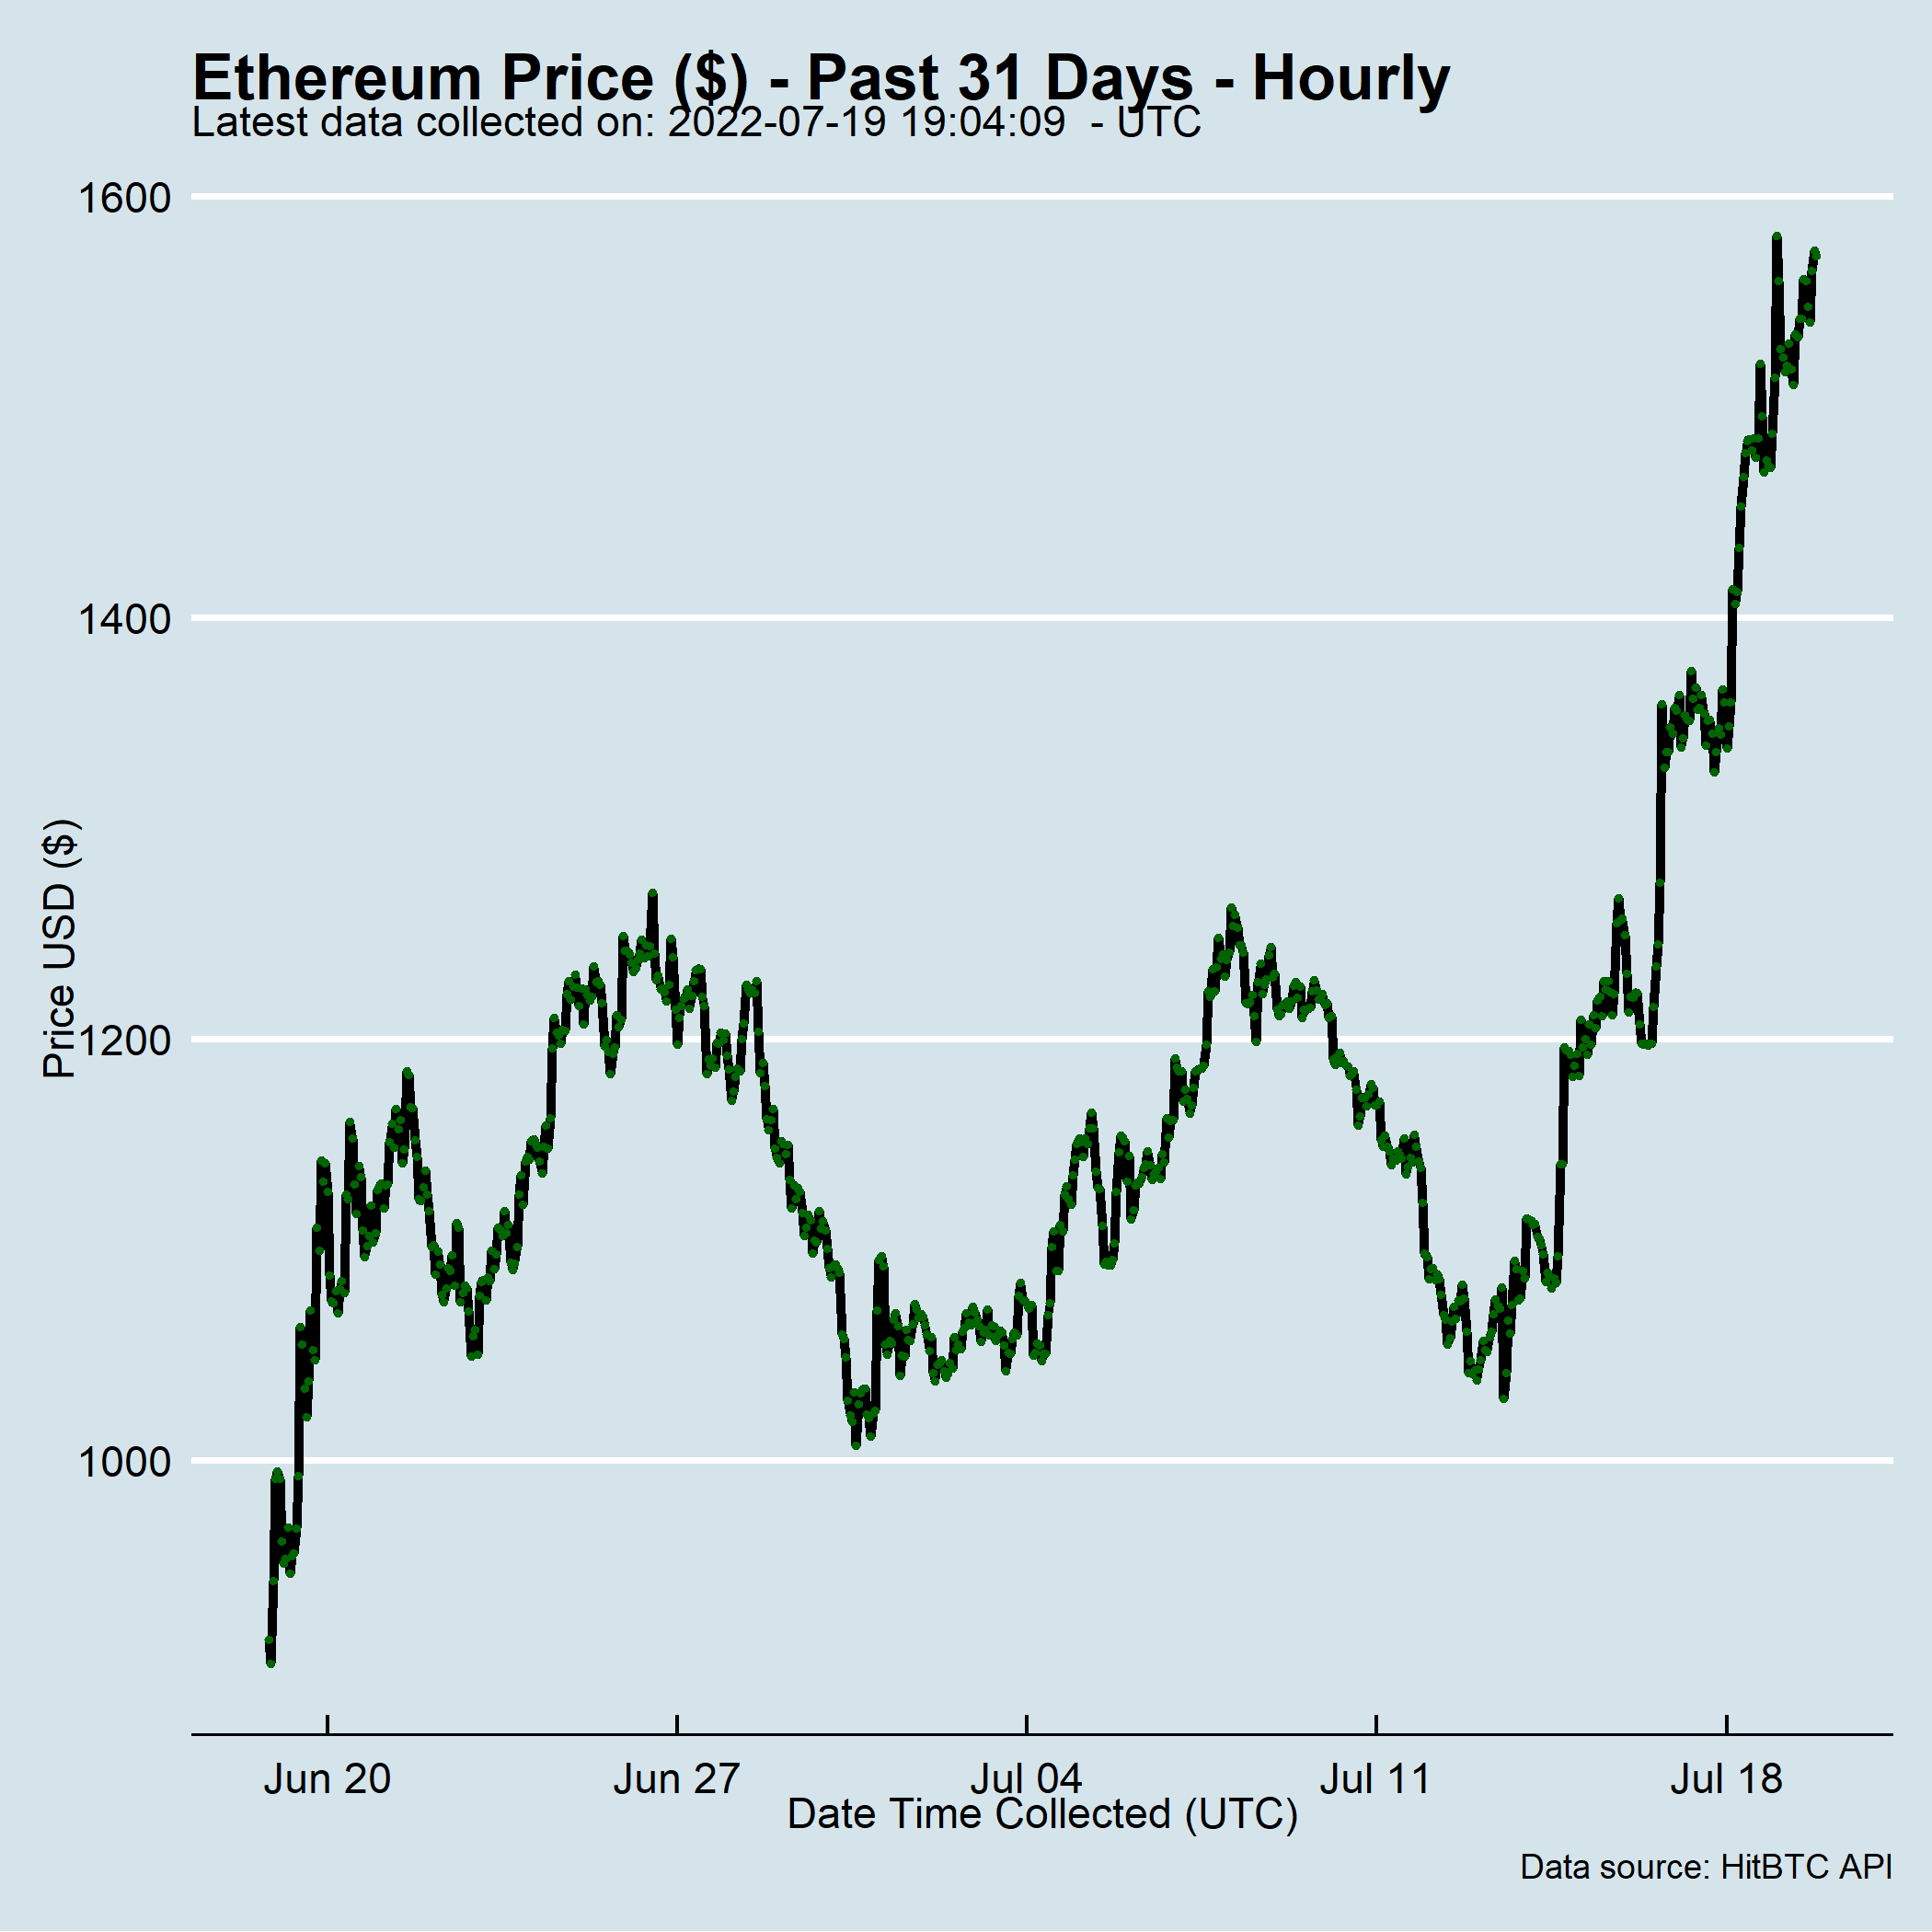 Ethereum Price ($) - Past 31 Days - Hourly
Latest data collected on: 2022-07-19 19:04:09  - UTC
1600
1400
1200
1000
Price USD ($)
Jun 20
Jun 27
Jul 04
Jul 11
Jul 18
Date Time Collected (UTC)
Data source: HitBTC API